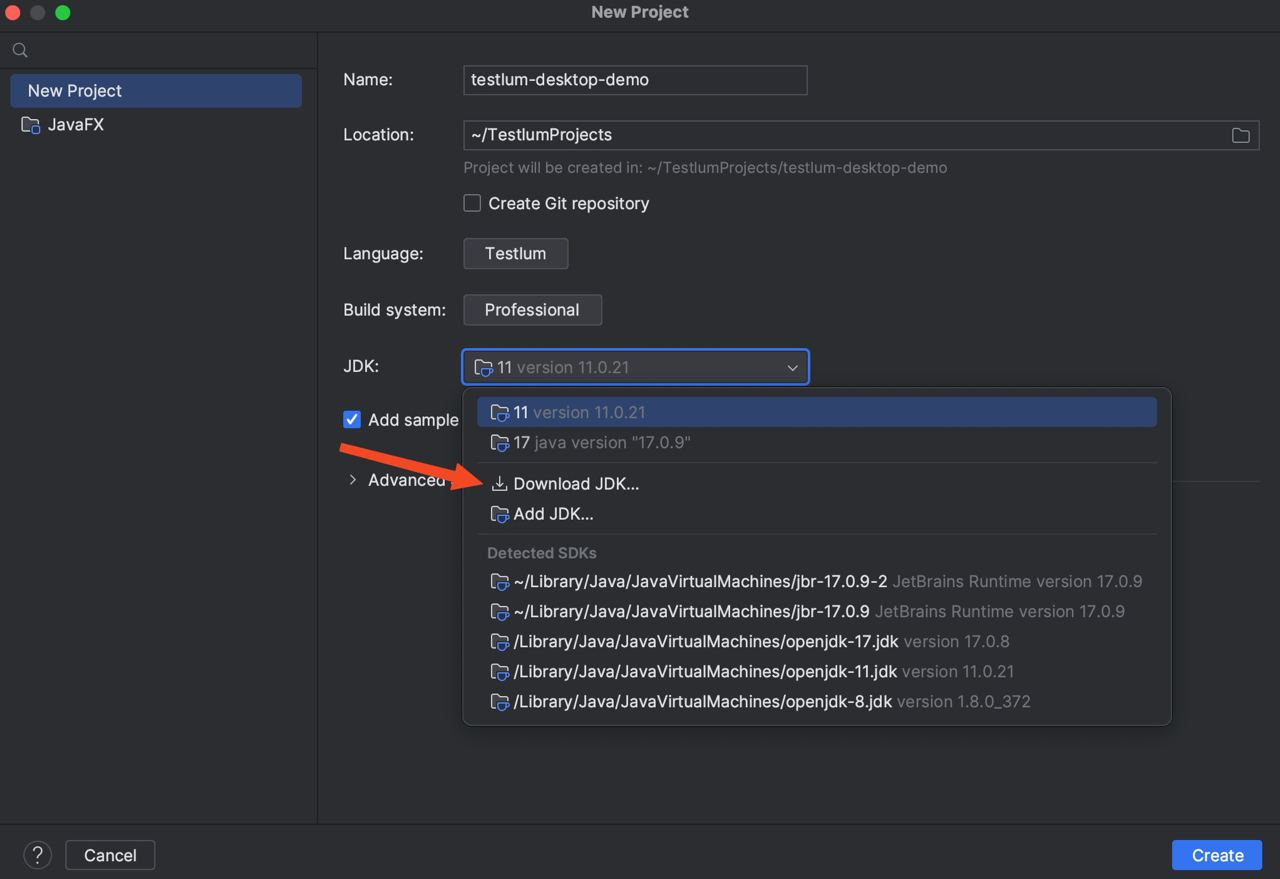 New Project
New Project
JavaFX
Name: testlum-desktop-demo
Location: ~/TestlumProjects
Project will be created in: ~/TestlumProjects/testlum-desktop-demo
Create Git repository
Language: Testlum
Build system: Professional
JDK: 11 version 11.0.21
11 version 11.0.21
Add sample
17 java version "17.0.9"
Advanced
Download JDK...
Add JDK...
Detected SDKs
~/Library/Java/JavaVirtualMachines/jbr-17.0.9-2 JetBrains Runtime version 17.0.9
~/Library/Java/JavaVirtualMachines/jbr-17.0.9 JetBrains Runtime version 17.0.9
/Library/Java/JavaVirtualMachines/openjdk-17.jdk version 17.0.8
/Library/Java/JavaVirtualMachines/openjdk-11.jdk version 11.0.21
/Library/Java/JavaVirtualMachines/openjdk-8.jdk version 1.8.0_372
? Cancel Create